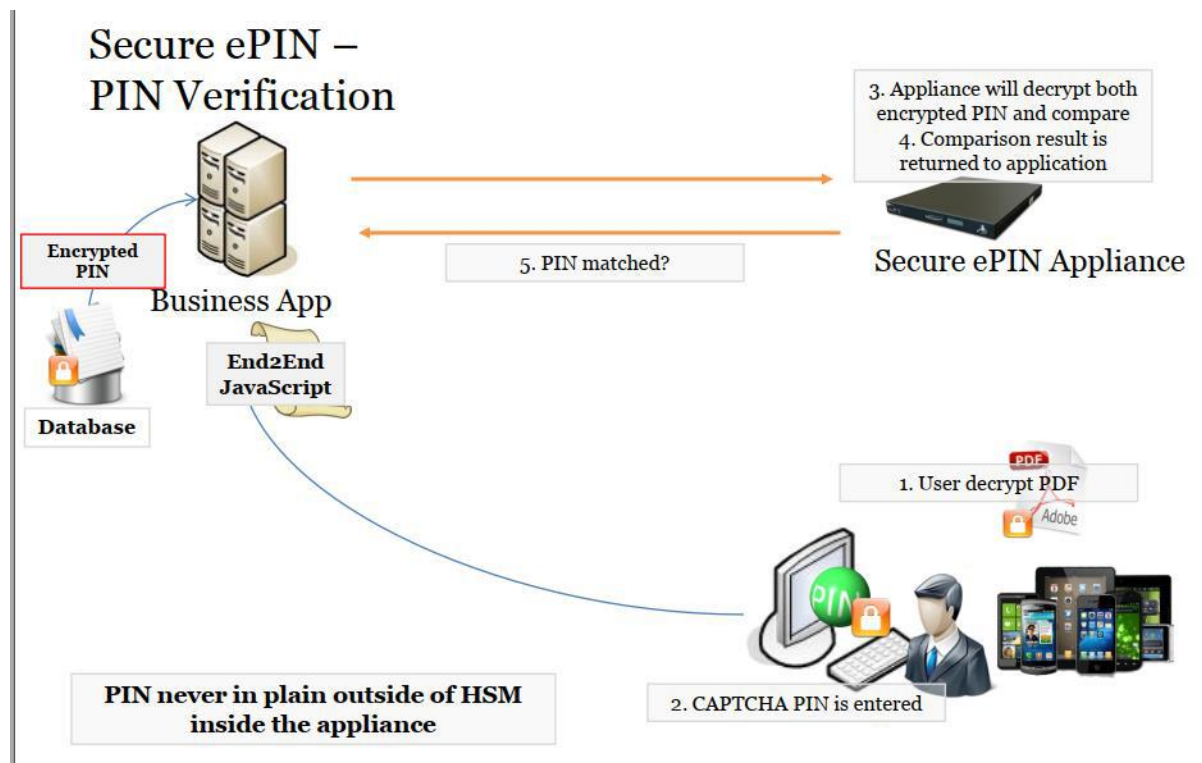 Secure ePIN –
PIN Verification
3. Appliance will decrypt both
encrypted PIN and compare
4. Comparison result is
returned to application
Encrypted
PIN
5. PIN matched?
Secure ePIN Appliance
Business App
End2End
JavaScript
Database
PDF
1. User decrypt PDF
Adobe
PIN
2. CAPTCHA PIN is entered
PIN never in plain outside of HSM
inside the appliance